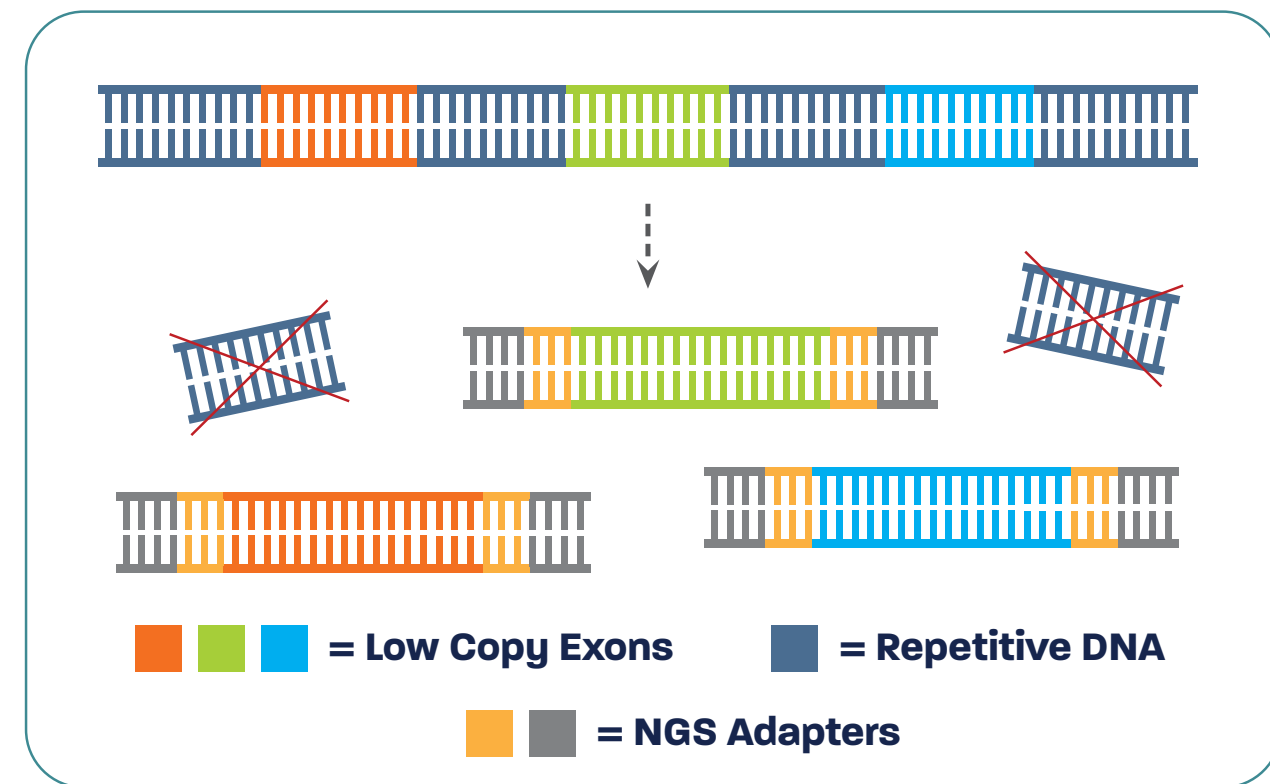 = Low Copy Exons
= Repetitive DNA
= NGS Adapters